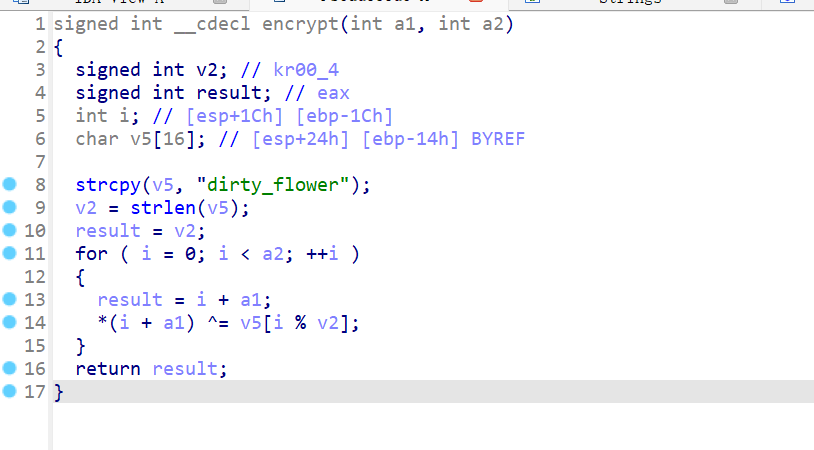 1 signed int __cdecl encrypt(int a1, int a2)
2 {
3   signed int v2; // kr00_4
4   signed int result; // eax
5   int i; // [esp+1Ch] [ebp-1Ch]
6   char v5[16]; // [esp+24h] [ebp-14h] BYREF
7
8   strcpy(v5, "dirty_flower");
9   v2 = strlen(v5);
10   result = v2;
11   for ( i = 0; i < a2; ++i )
12   {
13     result = i + a1;
14     *(i + a1) ^= v5[i % v2];
15   }
16   return result;
17 }